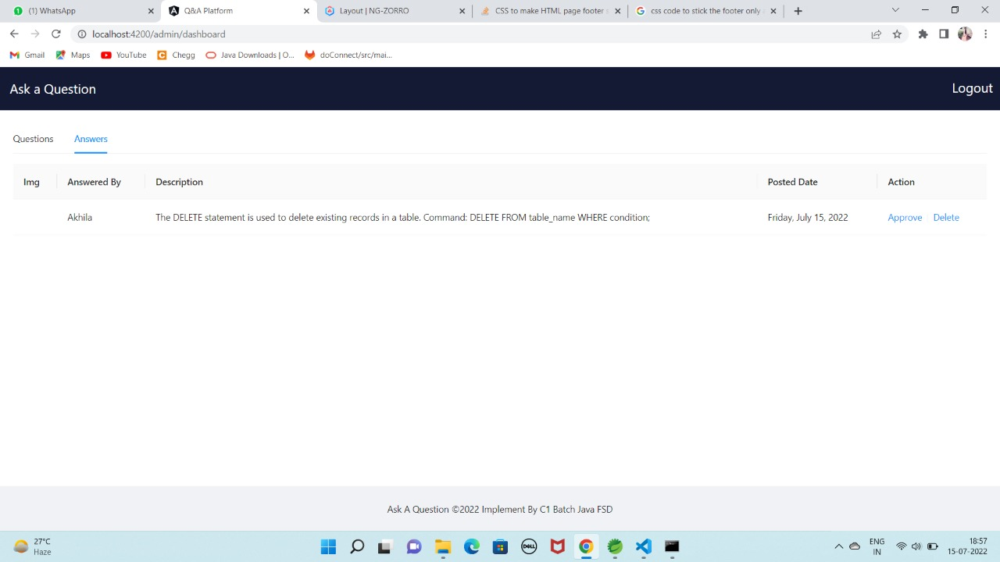 (1) WhatsApp
Q&A Platform
Layout | NG-ZORRO
CSS to make HTML page footer s
css code to stick the footer only a
localhost:4200/admin/dashboard
Gmail
Maps
YouTube
Chegg
Java Downloads | O...
doConnect/src/mai...
Ask a Question
Logout
Questions
Answers
Img
Answered By
Description
Posted Date
Action
Akhila
The DELETE statement is used to delete existing records in a table. Command: DELETE FROM table_name WHERE condition;
Friday, July 15, 2022
Approve
Delete
Ask A Question ©2022 Implement By C1 Batch Java FSD
27°C
Haze
DELL
ENG
IN
18:57
15-07-2022